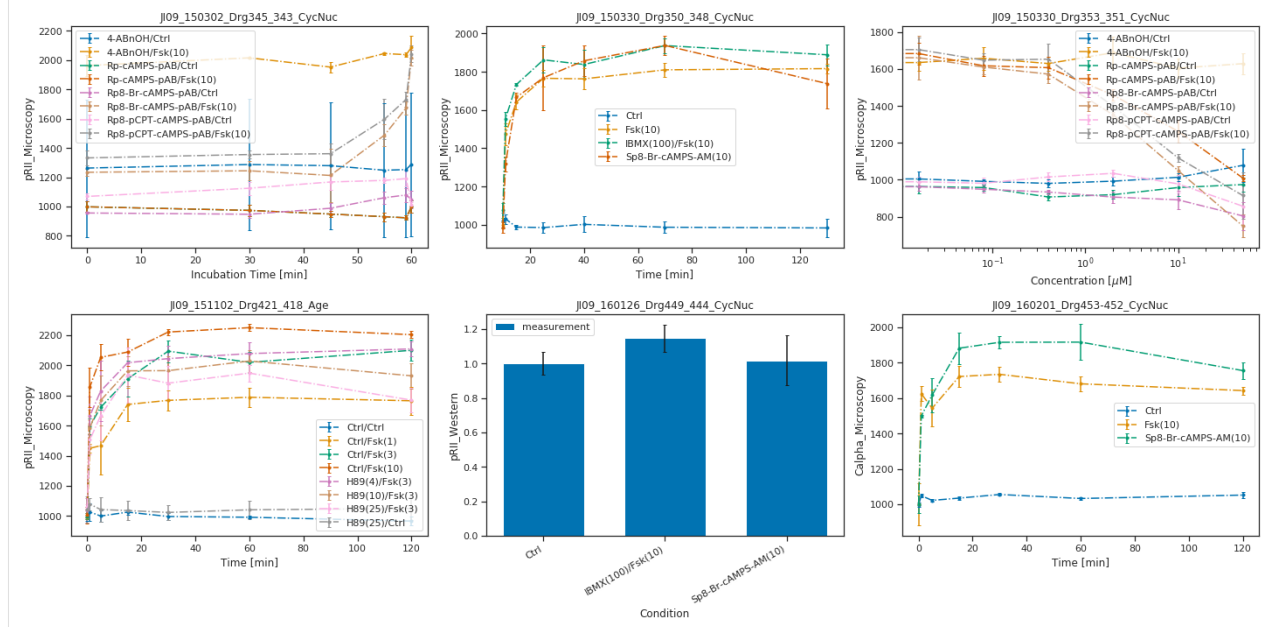 JI09_150302_Drg345_343_CycNuc
pRII_Microscopy
2200
2000
1800
1600
1400
1200
1000
800
4-ABnOH/Ctrl
4-ABnOH/Fsk(10)
Rp-cAMPS-pAB/Ctrl
Rp-cAMPS-pAB/Fsk(10)
Rp8-Br-cAMPS-pAB/Ctrl
Rp8-Br-cAMPS-pAB/Fsk(10)
Rp8-pCPT-cAMPS-pAB/Ctrl
Rp8-pCPT-cAMPS-pAB/Fsk(10)
0 10 20 30 40 50 60
Incubation Time [min]
JI09_150330_Drg350_348_CycNuc
pRII_Microscopy
2000
1800
1600
1400
1200
1000
Ctrl
Fsk(10)
IBMX(100)/Fsk(10)
Sp8-Br-cAMPS-AM(10)
20 40 60 80 100 120
Time [min]
JI09_150330_Drg353_351_CycNuc
pRII_Microscopy
1800
1600
1400
1200
1000
800
4-ABnOH/Ctrl
4-ABnOH/Fsk(10)
Rp-cAMPS-pAB/Ctrl
Rp-cAMPS-pAB/Fsk(10)
Rp8-Br-cAMPS-pAB/Ctrl
Rp8-Br-cAMPS-pAB/Fsk(10)
Rp8-pCPT-cAMPS-pAB/Ctrl
Rp8-pCPT-cAMPS-pAB/Fsk(10)
10⁻¹ 10⁰ 10¹
Concentration [μM]
JI09_151102_Drg421_418_Age
pRII_Microscopy
2200
2000
1800
1600
1400
1200
1000
Ctrl/Ctrl
Ctrl/Fsk(1)
Ctrl/Fsk(3)
Ctrl/Fsk(10)
H89(4)/Fsk(3)
H89(10)/Fsk(3)
H89(25)/Fsk(3)
H89(25)/Ctrl
0 20 40 60 80 100 120
Time [min]
JI09_160126_Drg449_444_CycNuc
pRII_Western
1.2
1.0
0.8
0.6
0.4
0.2
0.0
measurement
Ctrl
IBMX(100)/Fsk(10)
Sp8-Br-cAMPS-AM(10)
Condition
JI09_160201_Drg453-452_CycNuc
Calpha_Microscopy
2000
1800
1600
1400
1200
1000
Ctrl
Fsk(10)
Sp8-Br-cAMPS-AM(10)
0 20 40 60 80 100 120
Time [min]